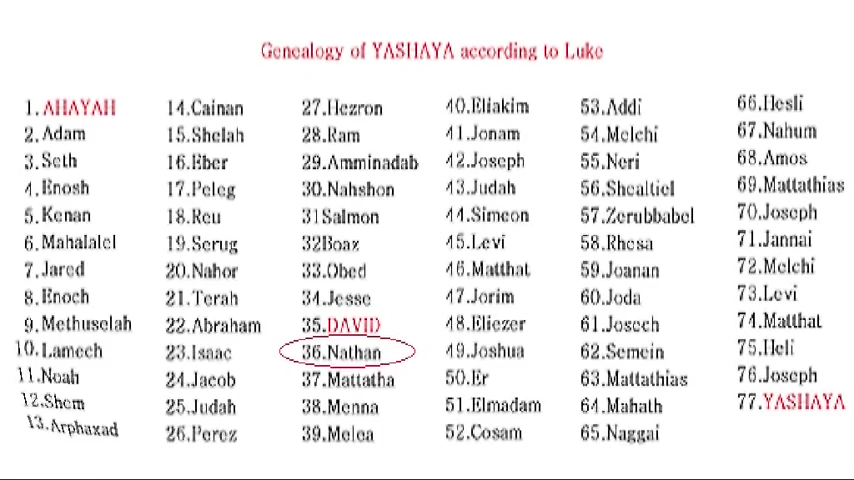 Genealogy of YASHAYA according to Luke
1. AHAYAH
2. Adam
3. Seth
4. Enosh
5. Kenan
6. Mahalalel
7. Jared
8. Enoch
9. Methuselah
10. Lamech
11. Noah
12. Shem
13. Arphaxad
14.Cainan
15.Shelah
16.Eber
17.Peleg
18.Reu
19.Serug
20.Nahor
21.Terah
22.Abraham
23.Isaac
24.Jacob
25.Judah
26.Perez
27.Hezron
28.Ram
29.Amminadab
30.Nahshon
31Salmon
32Boaz
33.Obed
34.Jesse
35.DAVID
36.Nathan
37.Mattatha
38.Menna
39.Melea
40.Eliakim
41.Jonam
42.Joseph
43.Judah
44.Simeon
45.Levi
46.Matthat
47.Jorim
48.Eliezer
49.Joshua
50.Er
51.Elmadam
52.Cosam
53.Addi
54.Melchi
55.Neri
56.Shealtiel
57.Zerubbabel
58.Rhesa
59.Joanan
60.Joda
61.Josech
62.Semein
63.Mattathias
64.Mahath
65.Naggai
66.Hesli
67.Nahum
68.Amos
69.Mattathias
70.Joseph
71.Jannai
72.Melchi
73.Levi
74.Matthat
75.Heli
76.Joseph
77.YASHAYA